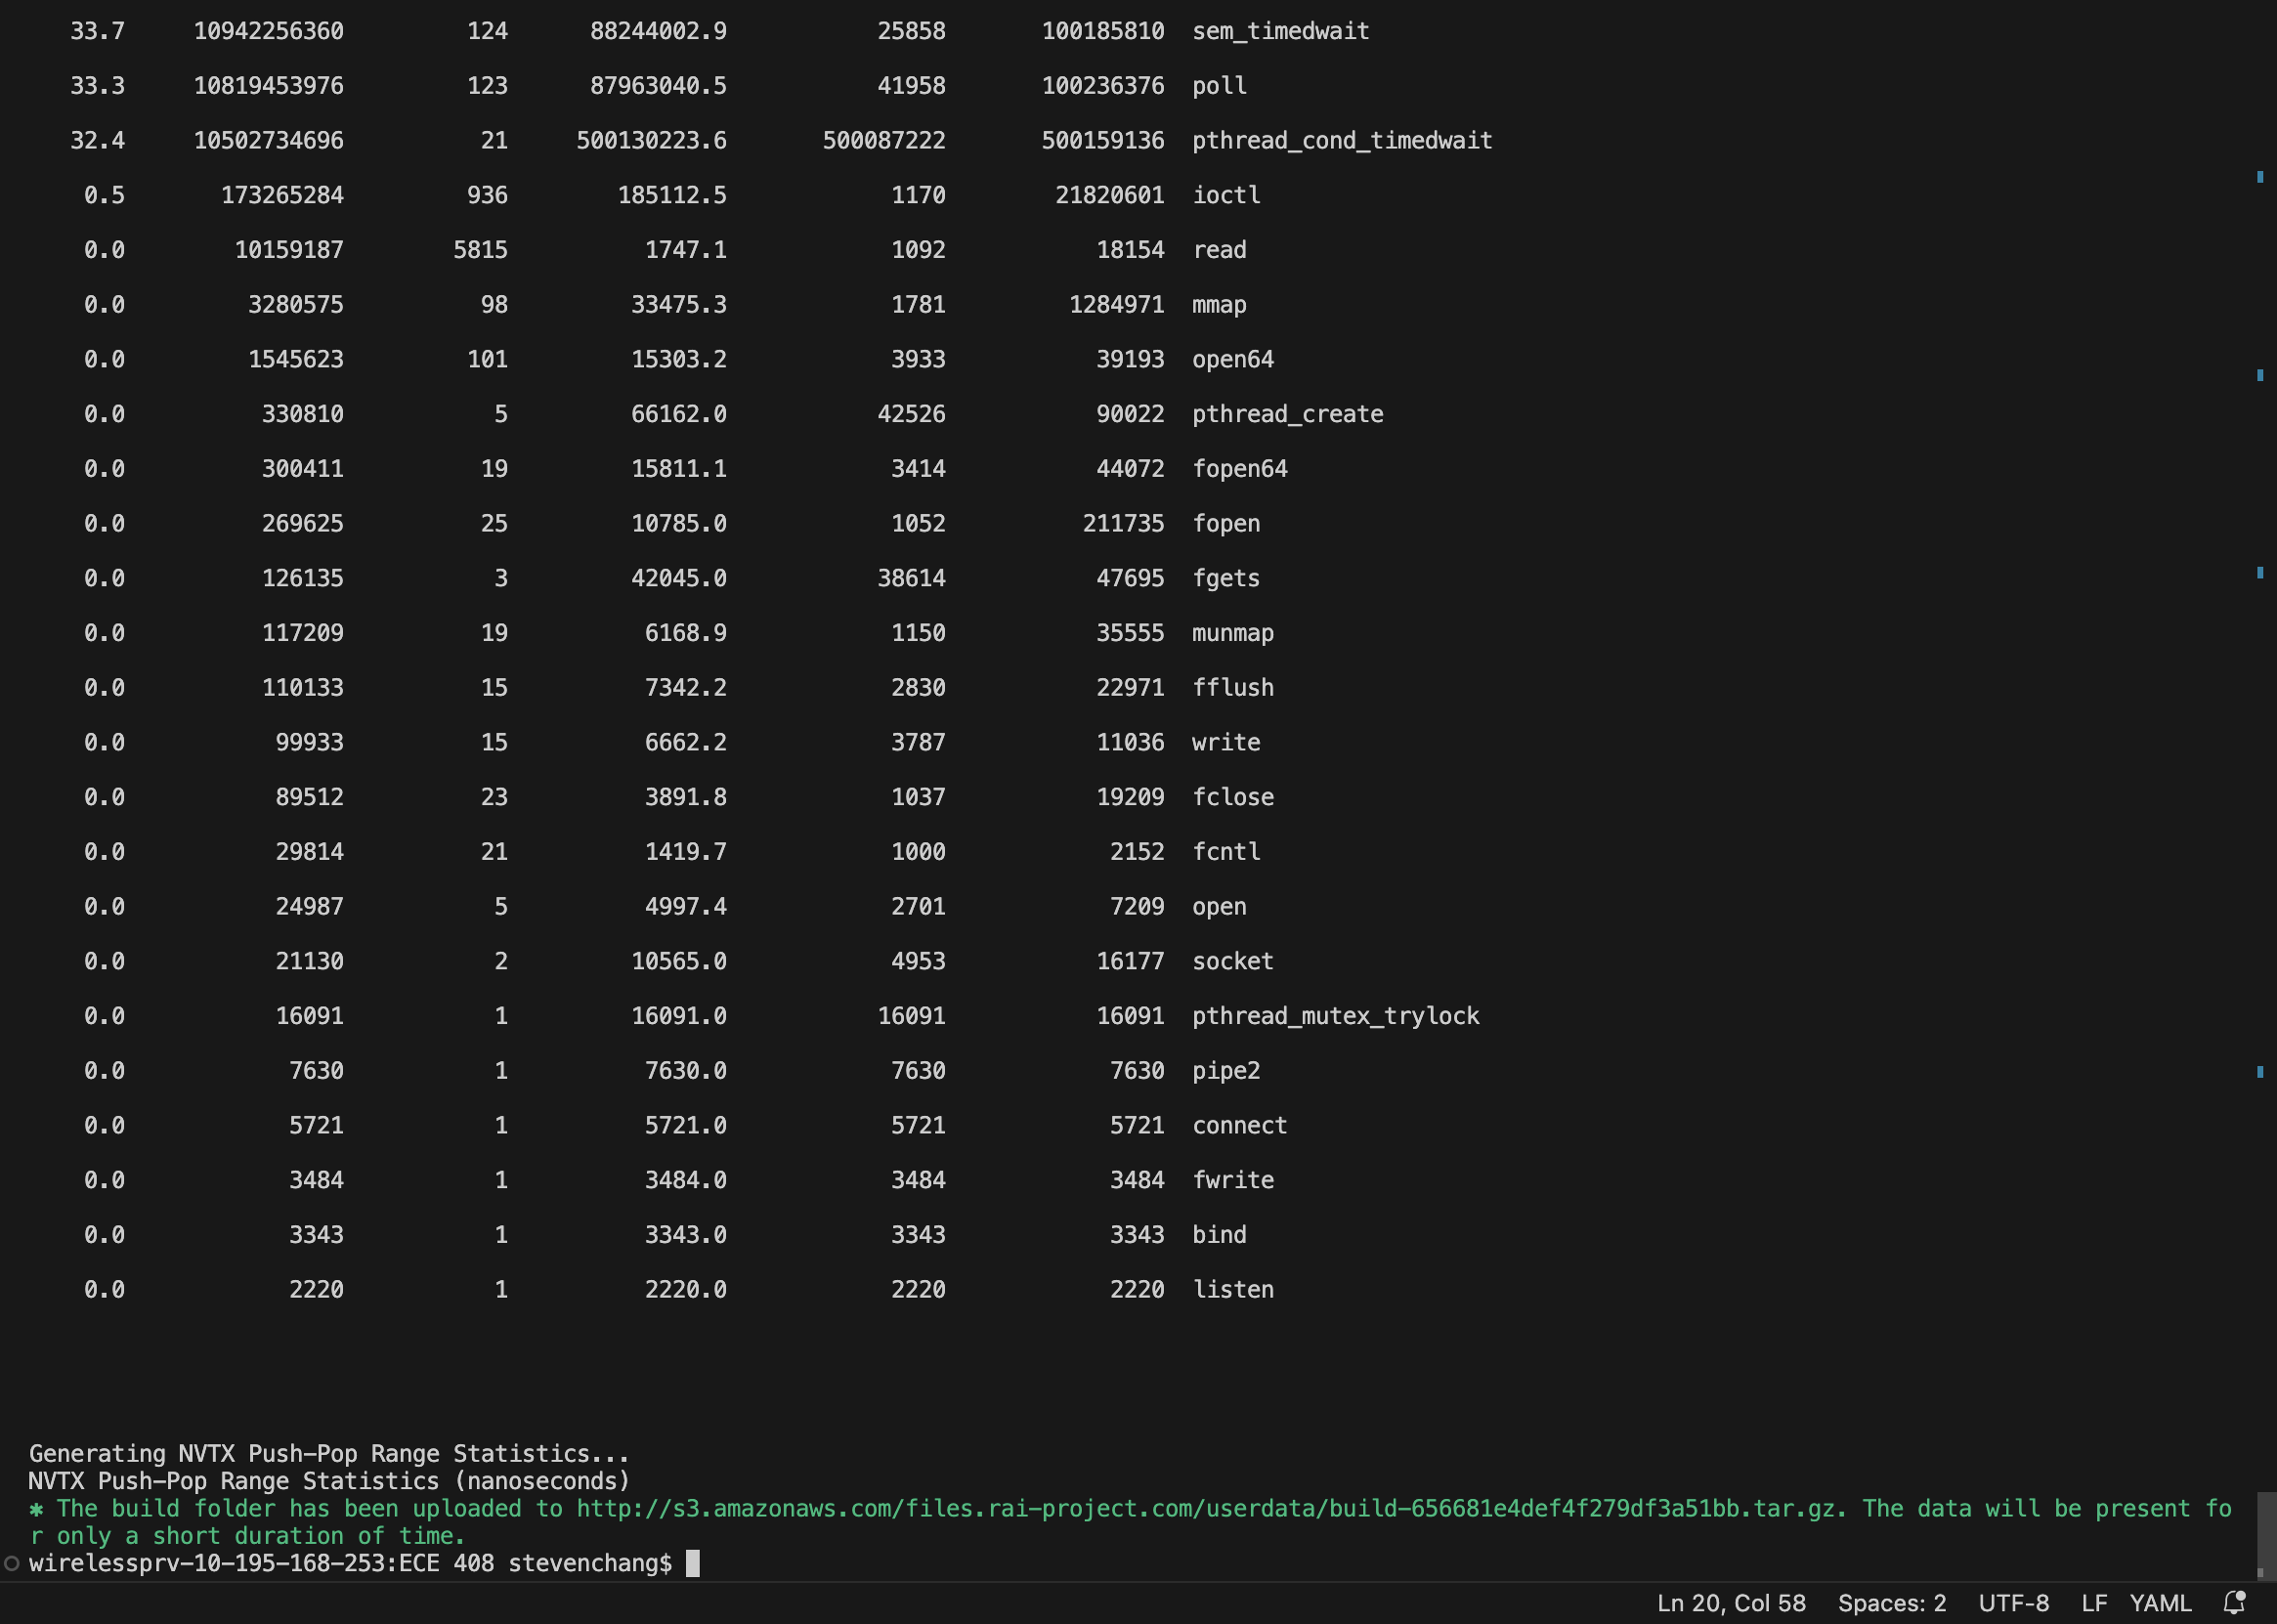 33.7 10942256360 124 88244002.9 25858 100185810 sem_timedwait
33.3 10819453976 123 87963040.5 41958 100236376 poll
32.4 10502734696 21 500130223.6 500087222 500159136 pthread_cond_timedwait
0.5 173265284 936 185112.5 1170 21820601 ioctl
0.0 10159187 5815 1747.1 1092 18154 read
0.0 3280575 98 33475.3 1781 1284971 mmap
0.0 1545623 101 15303.2 3933 39193 open64
0.0 330810 5 66162.0 42526 90022 pthread_create
0.0 300411 19 15811.1 3414 44072 fopen64
0.0 269625 25 10785.0 1052 211735 fopen
0.0 126135 3 42045.0 38614 47695 fgets
0.0 117209 19 6168.9 1150 35555 munmap
0.0 110133 15 7342.2 2830 22971 fflush
0.0 99933 15 6662.2 3787 11036 write
0.0 89512 23 3891.8 1037 19209 fclose
0.0 29814 21 1419.7 1000 2152 fcntl
0.0 24987 5 4997.4 2701 7209 open
0.0 21130 2 10565.0 4953 16177 socket
0.0 16091 1 16091.0 16091 16091 pthread_mutex_trylock
0.0 7630 1 7630.0 7630 7630 pipe2
0.0 5721 1 5721.0 5721 5721 connect
0.0 3484 1 3484.0 3484 3484 fwrite
0.0 3343 1 3343.0 3343 3343 bind
0.0 2220 1 2220.0 2220 2220 listen
Generating NVTX Push-Pop Range Statistics...
NVTX Push-Pop Range Statistics (nanoseconds)
✱ The build folder has been uploaded to http://s3.amazonaws.com/files.rai-project.com/userdata/build-656681e4def4f279df3a51bb.tar.gz. The data will be present fo
r only a short duration of time.
wirelessprv-10-195-168-253:ECE 408 stevenchang$
Ln 20, Col 58 Spaces: 2 UTF-8 LF YAML